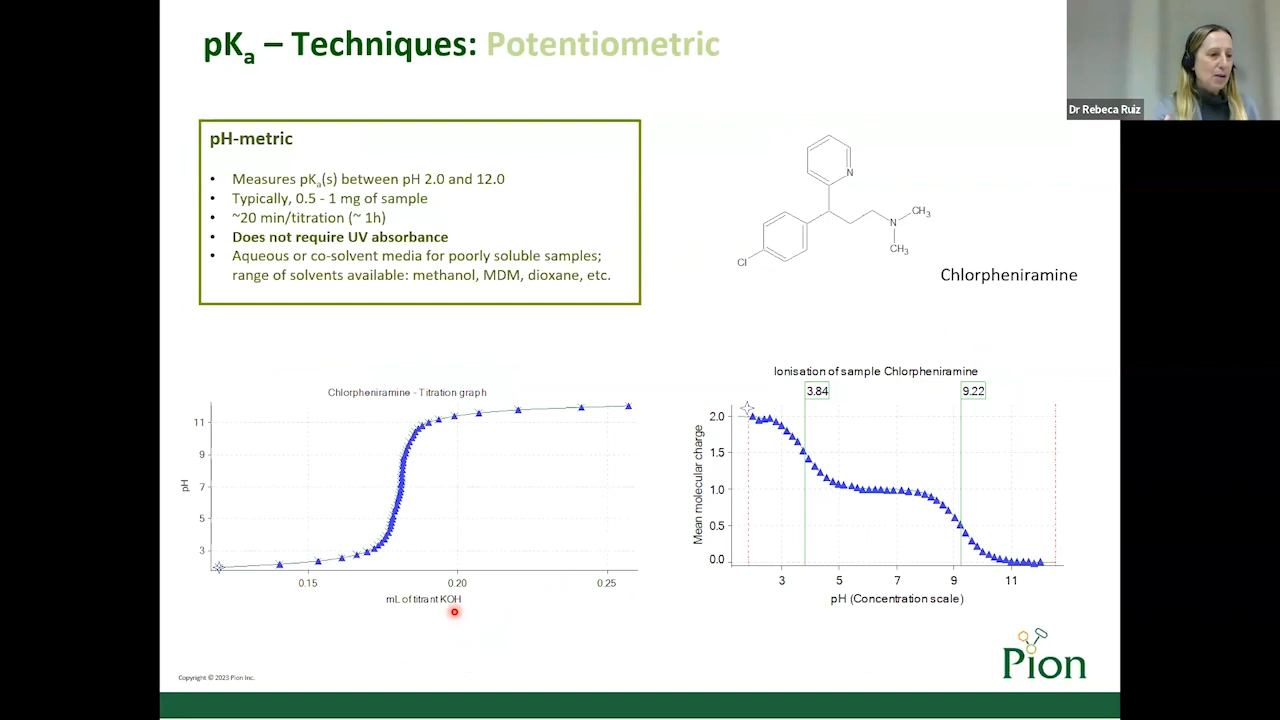 pKa – Techniques: Potentiometric
Dr Rebeca Ruiz
pH-metric
• Measures pKa(s) between pH 2.0 and 12.0
• Typically, 0.5 - 1 mg of sample
• ~20 min/titration (~ 1h)
• Does not require UV absorbance
• Aqueous or co-solvent media for poorly soluble samples;
range of solvents available: methanol, MDM, dioxane, etc.
N
N
CH3
CH3
Cl
Chlorpheniramine
Chlorpheniramine - Titration graph
pH
11
9
7
5
3
0.15
0.20
0.25
mL of titrant KOH
Ionisation of sample Chlorpheniramine
3.84
9.22
Mean molecular charge
2.0
1.5
1.0
0.5
0.0
3
5
7
9
11
pH (Concentration scale)
Pion
Copyright © 2023 Pion Inc.